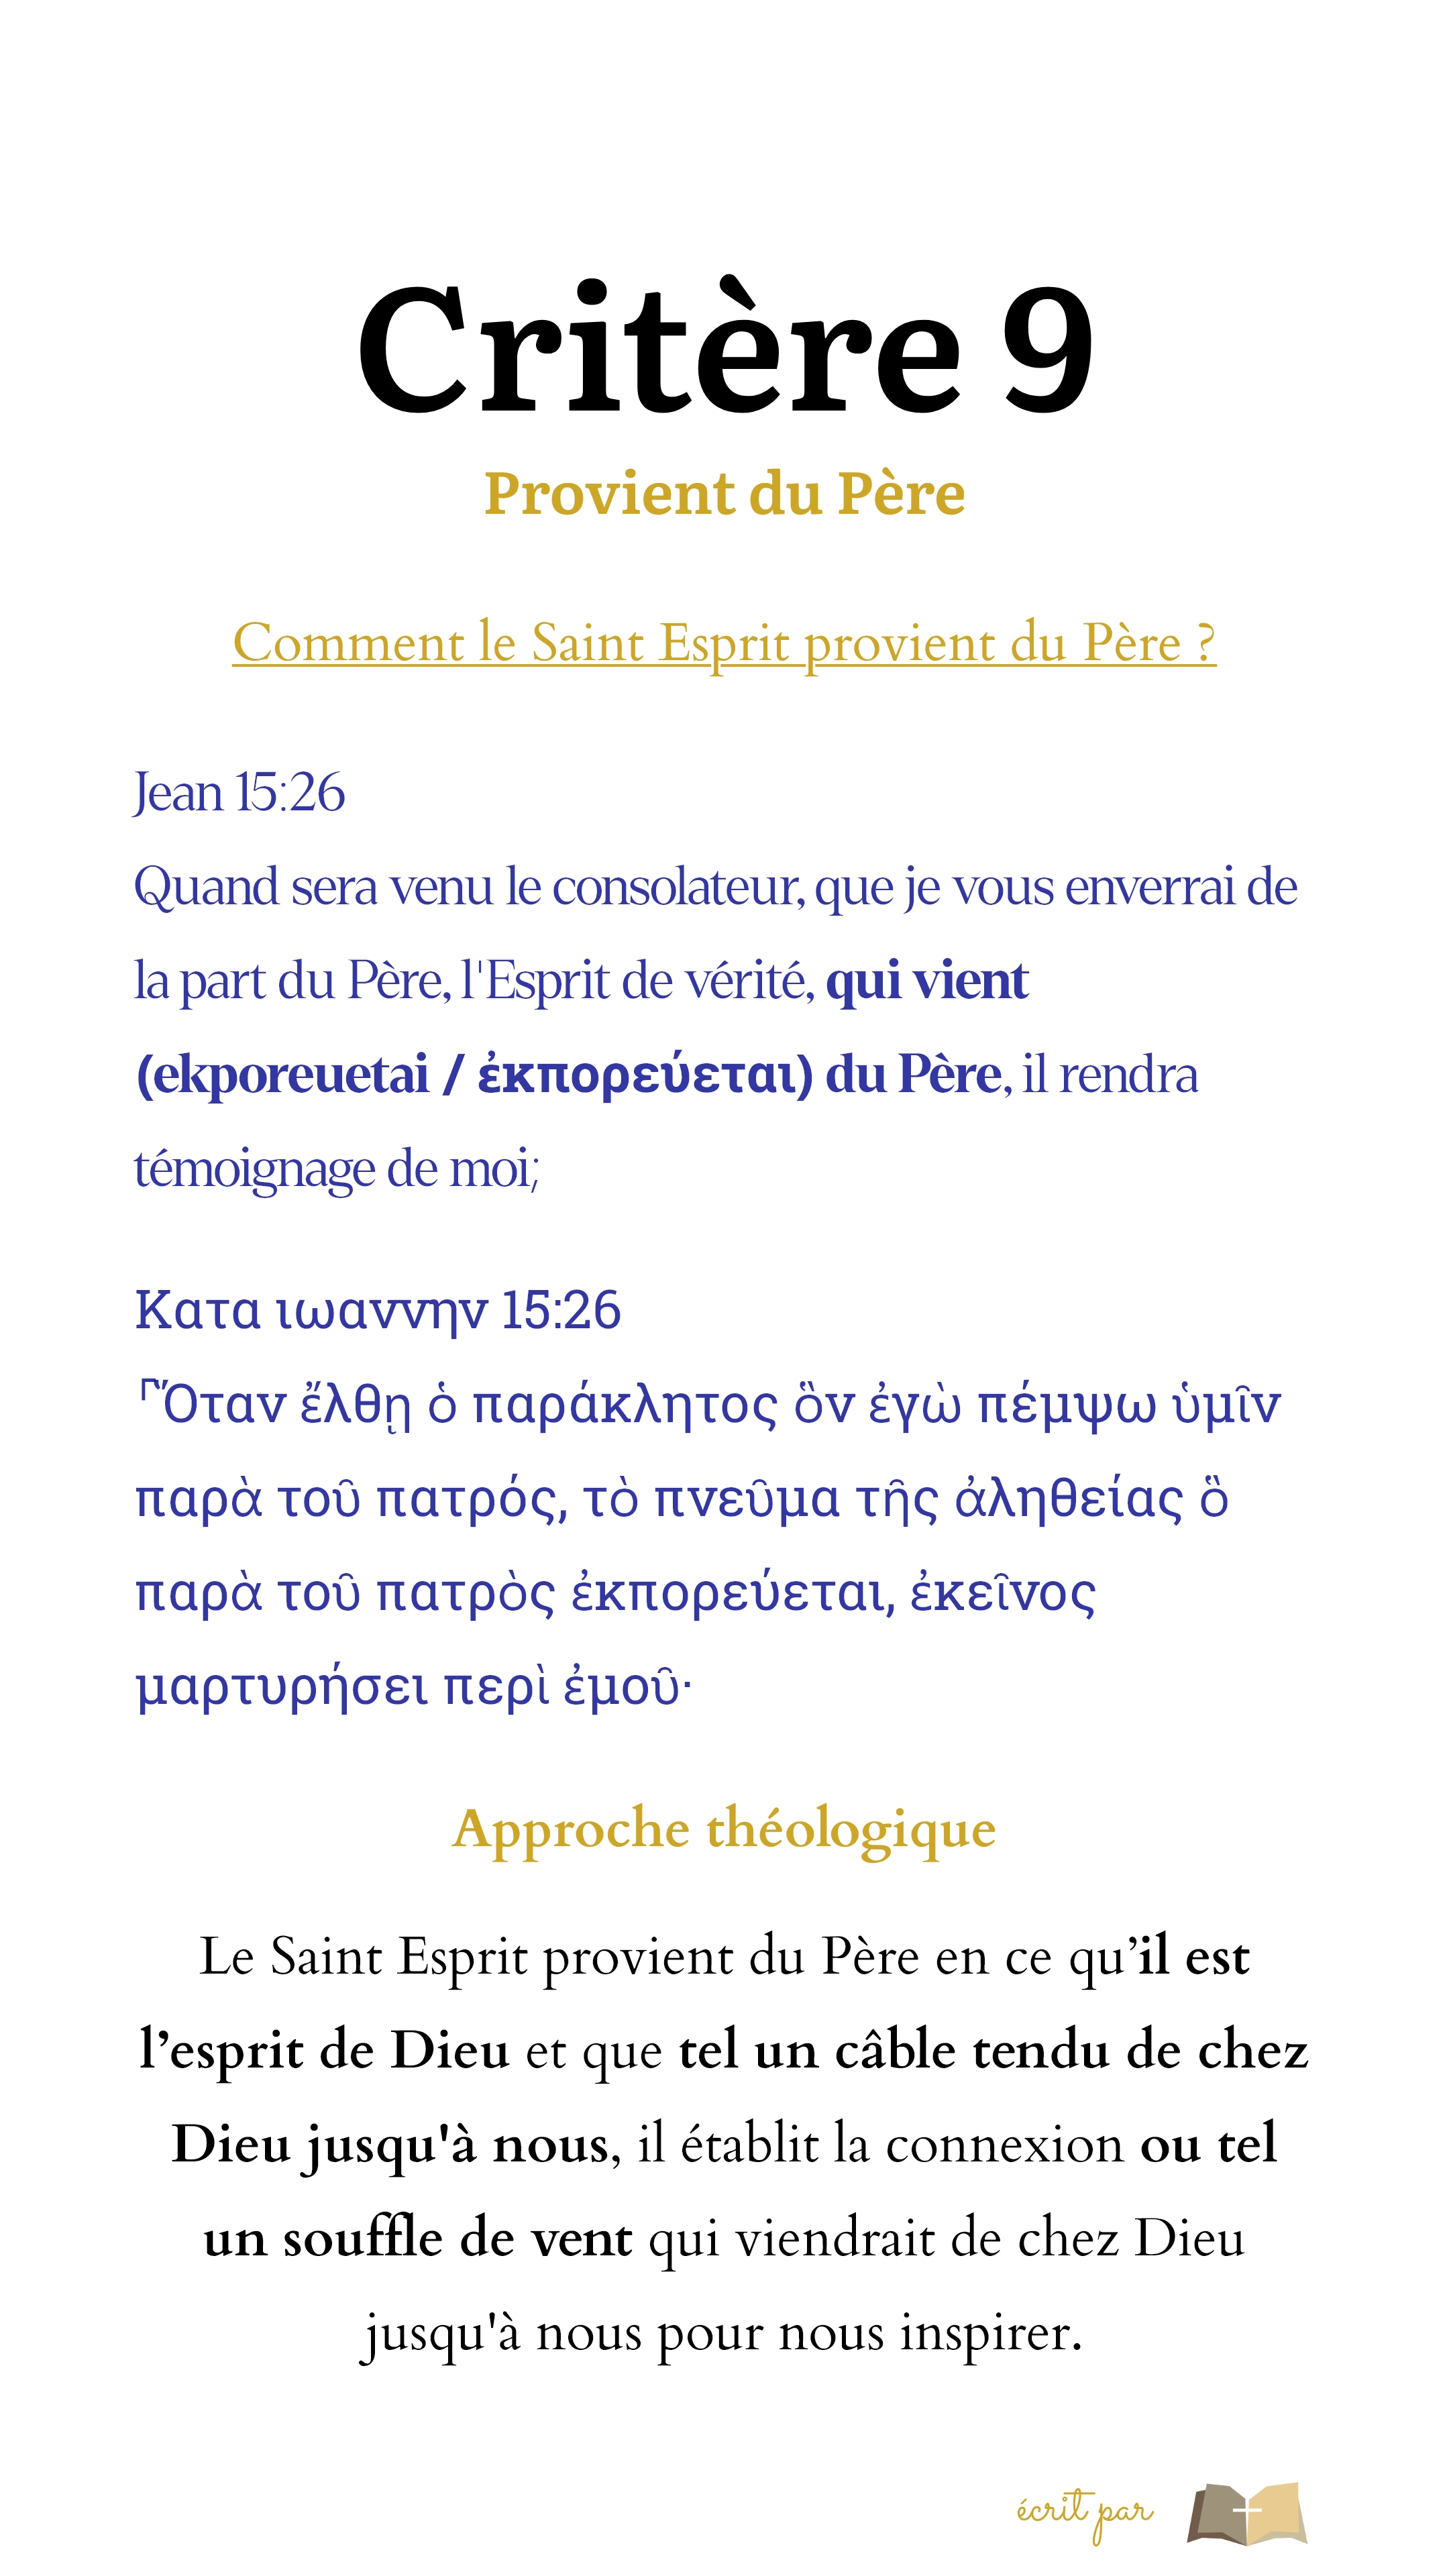 Critère 9
Provient du Père
Comment le Saint Esprit provient du Père ?
Jean 15:26
Quand sera venu le consolateur, que je vous enverrai de
la part du Père, l'Esprit de vérité, qui vient
(ekporeuetai / ἐκπορεύεται) du Père, il rendra
témoignage de moi;
Κατα ιωαννην 15:26
⸀Ὅταν ἔλθῃ ὁ παράκλητος ὃν ἐγὼ πέμψω ὑμῖν
παρὰ τοῦ πατρός, τὸ πνεῦμα τῆς ἀληθείας ὃ
παρὰ τοῦ πατρὸς ἐκπορεύεται, ἐκεῖνος
μαρτυρήσει περὶ ἐμοῦ·
Approche théologique
Le Saint Esprit provient du Père en ce qu’il est
l’esprit de Dieu et que tel un câble tendu de chez
Dieu jusqu'à nous, il établit la connexion ou tel
un souffle de vent qui viendrait de chez Dieu
jusqu'à nous pour nous inspirer.
écrit par